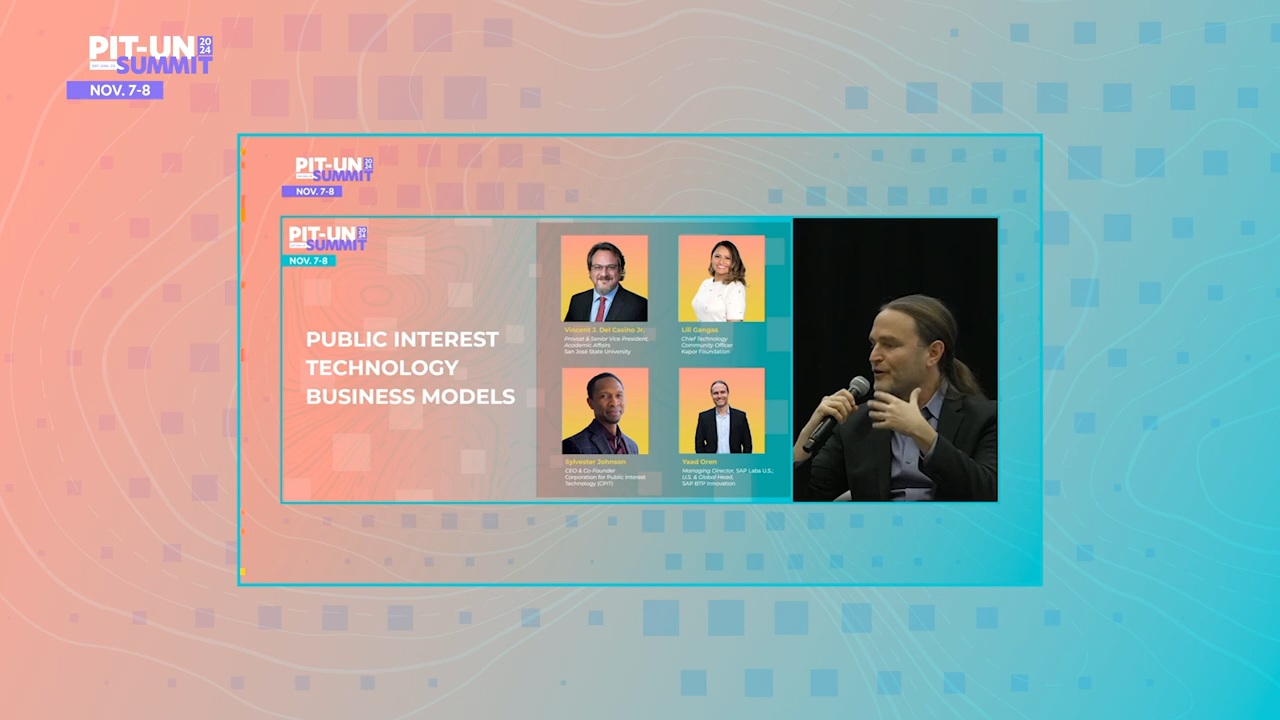 PIT-UN 2024
SUMMIT
NOV. 7-8
PIT-UN 2024
SUMMIT
NOV. 7-8
PIT-UN 2024
SUMMIT
NOV. 7-8
PUBLIC INTEREST
TECHNOLOGY
BUSINESS MODELS
Vincent J. Del Casino Jr.
Provost & Senior Vice President,
Academic Affairs
San José State University
Lili Gangas
Chief Technology
Community Officer
Kapor Foundation
Sylvester Johnson
CEO & Co-Founder
Corporation for Public Interest
Technology (CPIT)
Yaad Oren
Managing Director, SAP Labs U.S.,
U.S. & Global Head,
SAP BTP Innovation